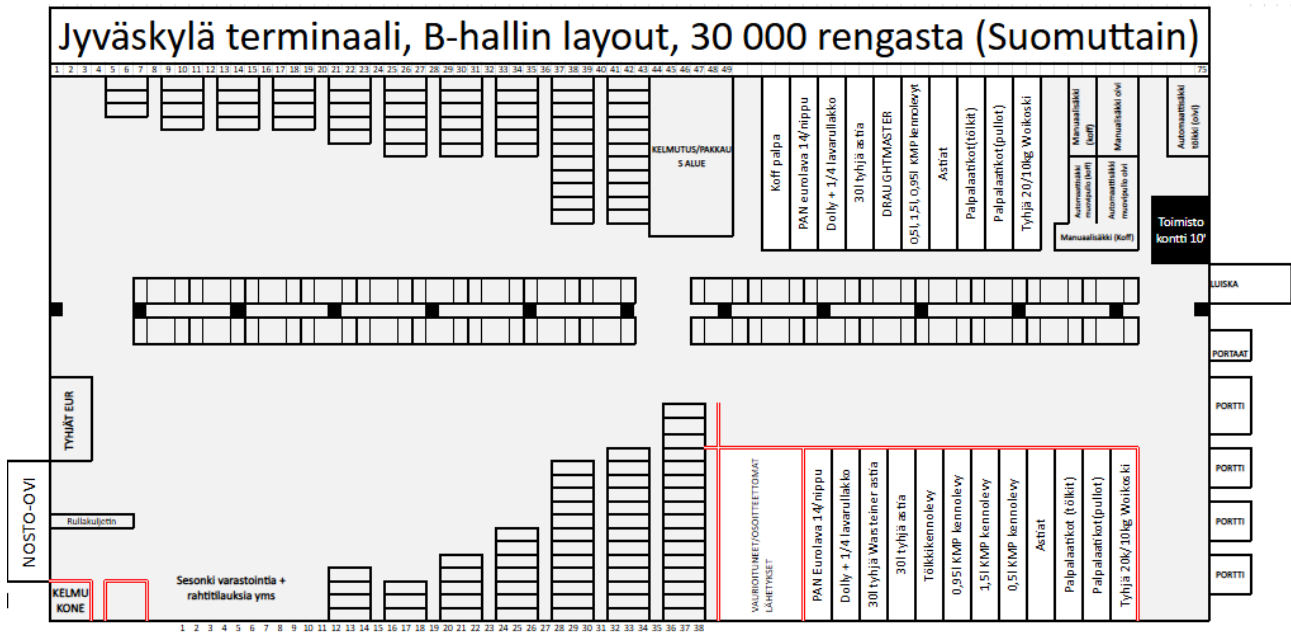 Jyväskylä terminaali, B-hallin layout, 30 000 rengasta (Suomuttain)
1 2 3 4 5 6 7 8 9 10 11 12 13 14 15 16 17 18 19 20 21 22 23 24 25 26 27 28 29 30 31 32 33 34 35 36 37 38 39 40 41 42 43 44 45 46 47 48 49 75
KELMUTUS/PAKKAU
S ALUE
Koff palpa
PAN eurolava 14/nippu
Dolly + 1/4 lavarullakko
30l tyhjä astia
DRAUGHTMASTER
0,5l, 1,5l, 0,95l KMP kennolevyt
Astiat
Palpalaatikot(tölkit)
Palpalaatikot(pullot)
Tyhjä 20/10kg Woikoski
Manuaalisäkki
(koff)
Manualisäkki olvi
Automaattisäkki
muovipullo (koff)
Automaattisäkki
muvipullo olvi
Manuaalisäkki (Koff)
Automaattisäkki
tölkki (olvi)
Toimisto
kontti 10'
LUISKA
PORTAAT
PORTTI
PORTTI
PORTTI
PORTTI
TYHJÄT EUR
NOSTO-OVI
Rullakuljetin
KELMU
KONE
Sesonki varastointia +
rahtitilauksia yms
VAURIOITUNEET/OSOITTEETTOMAT
LÄHETYKSET
PAN Eurolava 14/nippu
Dolly + 1/4 lavarullakko
30l tyhjä Warsteiner astia
30l tyhjä astia
Tölkkikennolevy
0,95l KMP kennolevy
1,5l KMP kennolevy
0,5l KMP kennolevy
Astiat
Palpalaatikot (tölkit)
Palpalaatikot(pullot)
Tyhjä 20k/10kg Woikoski
1 2 3 4 5 6 7 8 9 10 11 12 13 14 15 16 17 18 19 20 21 22 23 24 25 26 27 28 29 30 31 32 33 34 35 36 37 38